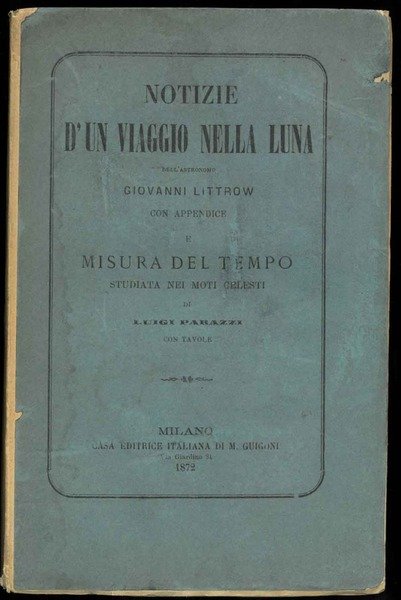 NOTIZIE
D'UN VIAGGIO NELLA LUNA
DELL'ASTRONOMO
GIOVANNI LITTROW
CON APPENDICE
E
MISURA DEL TEMPO
STUDIATA NEI MOTI CELESTI
DI
LUIGI PARAZZI
CON TAVOLE
MILANO
CASA EDITRICE ITALIANA DI M. GUIGONI
Via Giardino
1872